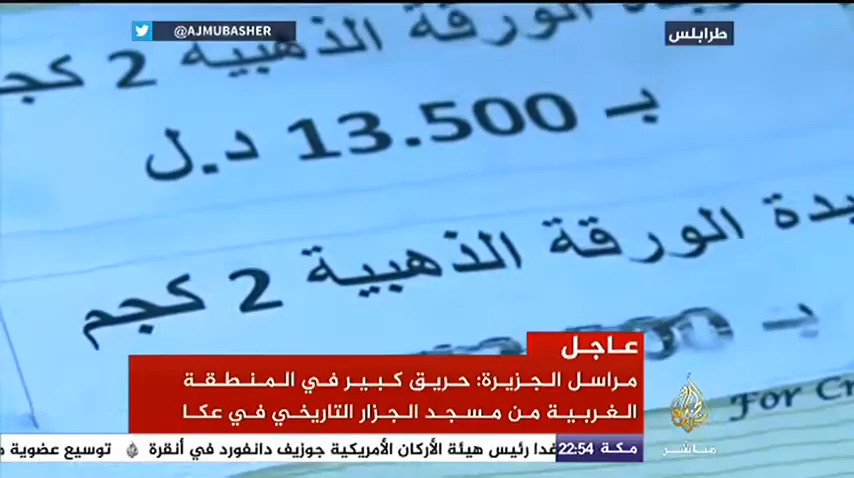 @AJMUBASHER
طرابلس
الورقة الذهبية 2 كجم
بـ 13.500 د.ل
الورقة الذهبية 2 كجم
بـ
For
عاجل
مراسل الجزيرة: حريق كبير في المنطقة
الغربية من مسجد الجزار التاريخي في عكا
مباشر
مكة 22:54
غدا رئيس هيئة الأركان الأمريكية جوزيف دانفورد في أنقرة
توسيع عضوية